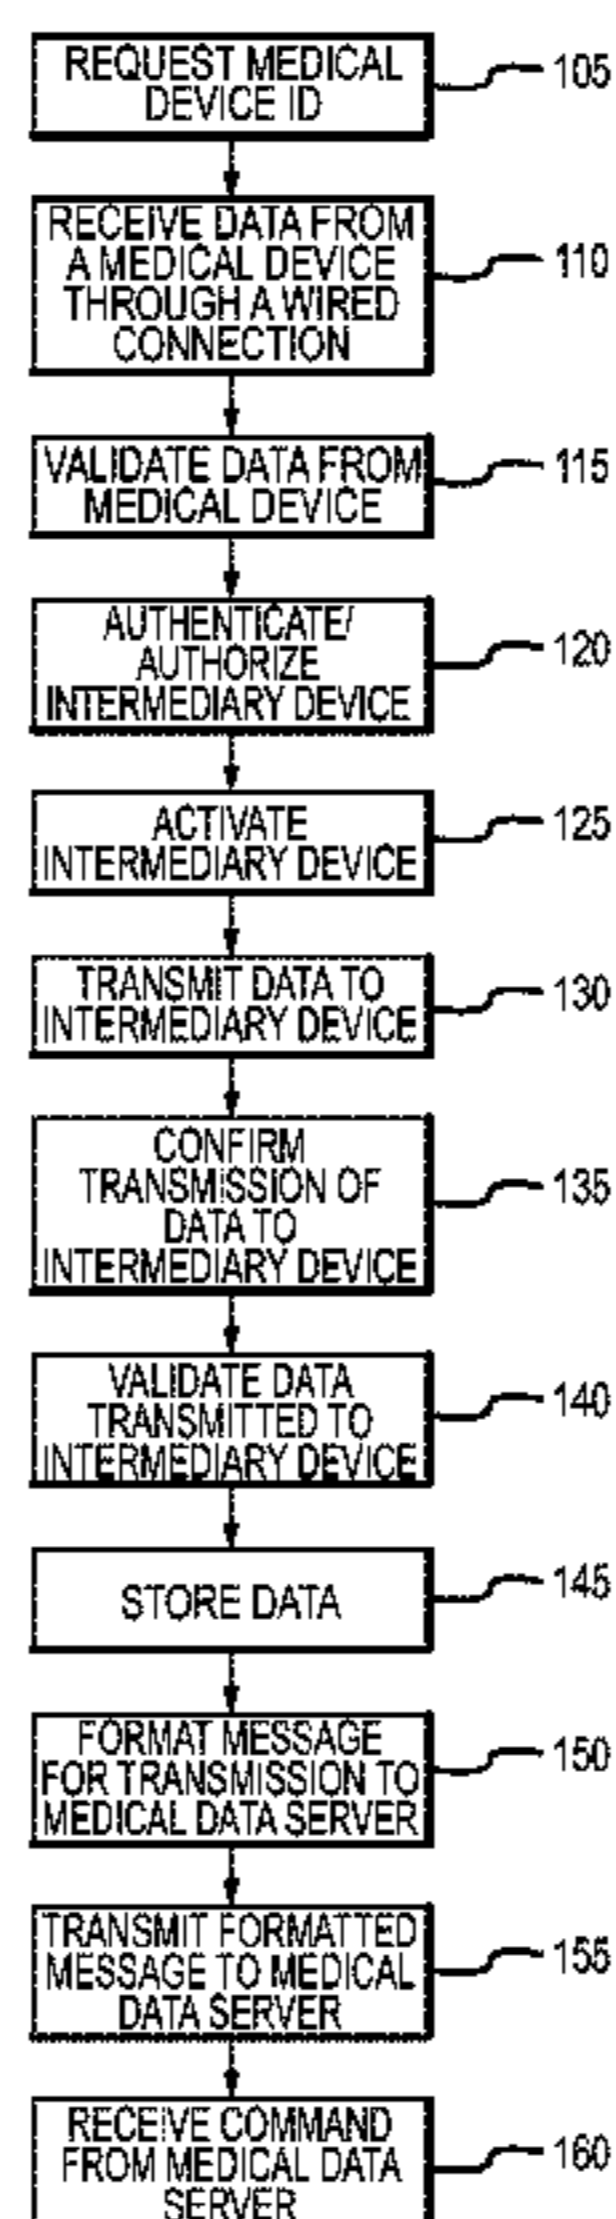 REQUEST MEDICAL
DEVICE ID
105
RECEIVE DATA FROM
A MEDICAL DEVICE
THROUGH A WIRED
CONNECTION
110
VALIDATE DATA FROM
MEDICAL DEVICE
115
AUTHENTICATE/
AUTHORIZE
INTERMEDIARY DEVICE
120
ACTIVATE
INTERMEDIARY DEVICE
125
TRANSMIT DATA TO
INTERMEDIARY DEVICE
130
CONFIRM
TRANSMISSION OF
DATA TO
INTERMEDIARY DEVICE
135
VALIDATE DATA
TRANSMITTED TO
INTERMEDIARY DEVICE
140
STORE DATA
145
FORMAT MESSAGE
FOR TRANSMISSION TO
MEDICAL DATA SERVER
150
TRANSMIT FORMATTED
MESSAGE TO MEDICAL
DATA SERVER
155
RECEIVE COMMAND
FROM MEDICAL DATA
SERVER
160